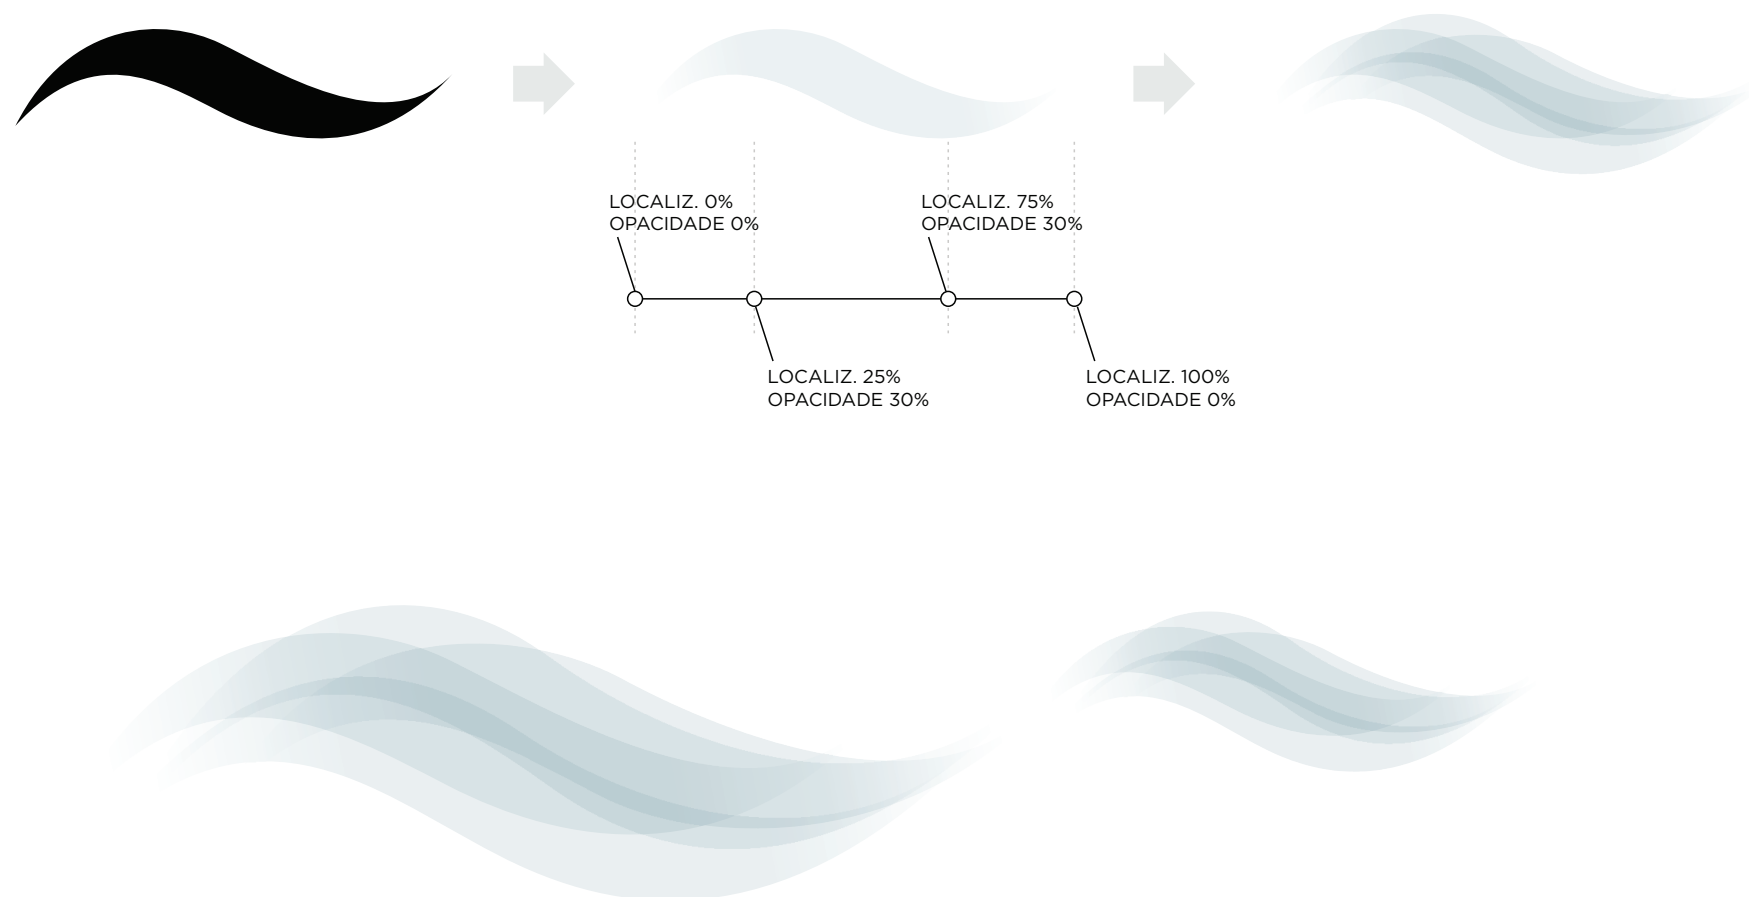 LOCALIZ. 0%
OPACIDADE 0%
LOCALIZ. 75%
OPACIDADE 30%
LOCALIZ. 25%
OPACIDADE 30%
LOCALIZ. 100%
OPACIDADE 0%